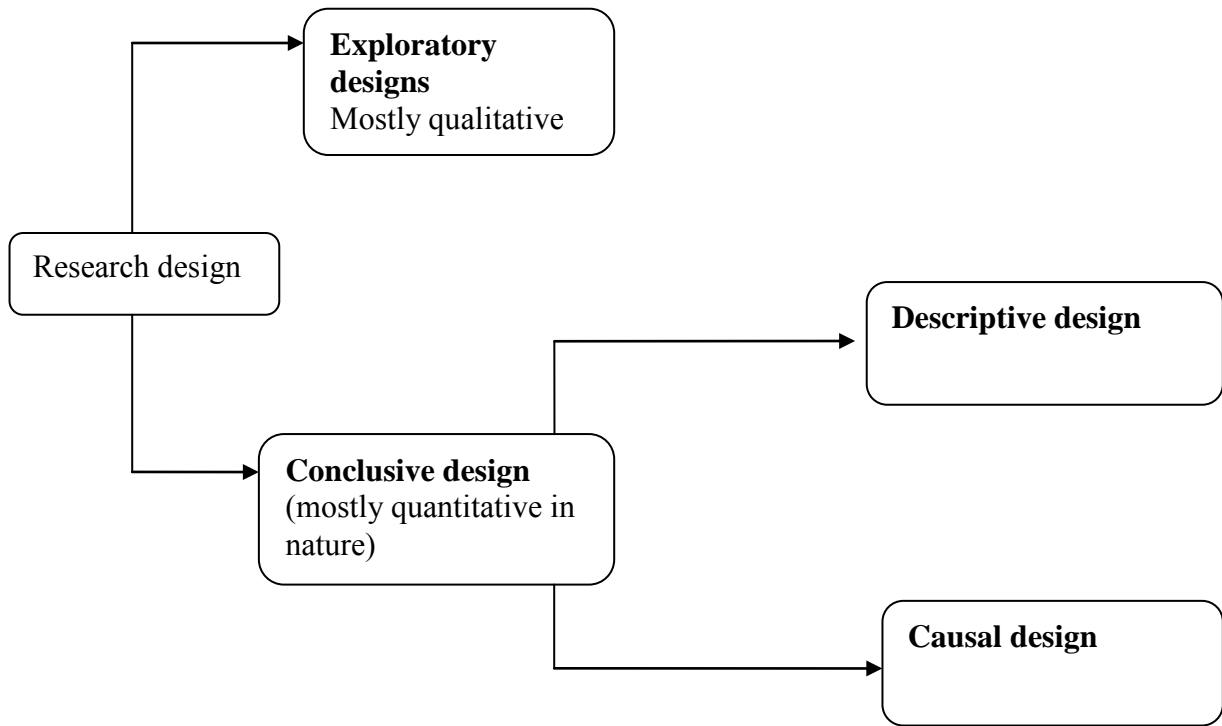 Exploratory
designs
Mostly qualitative
Research design
Descriptive design
Conclusive design
(mostly quantitative in
nature)
Causal design